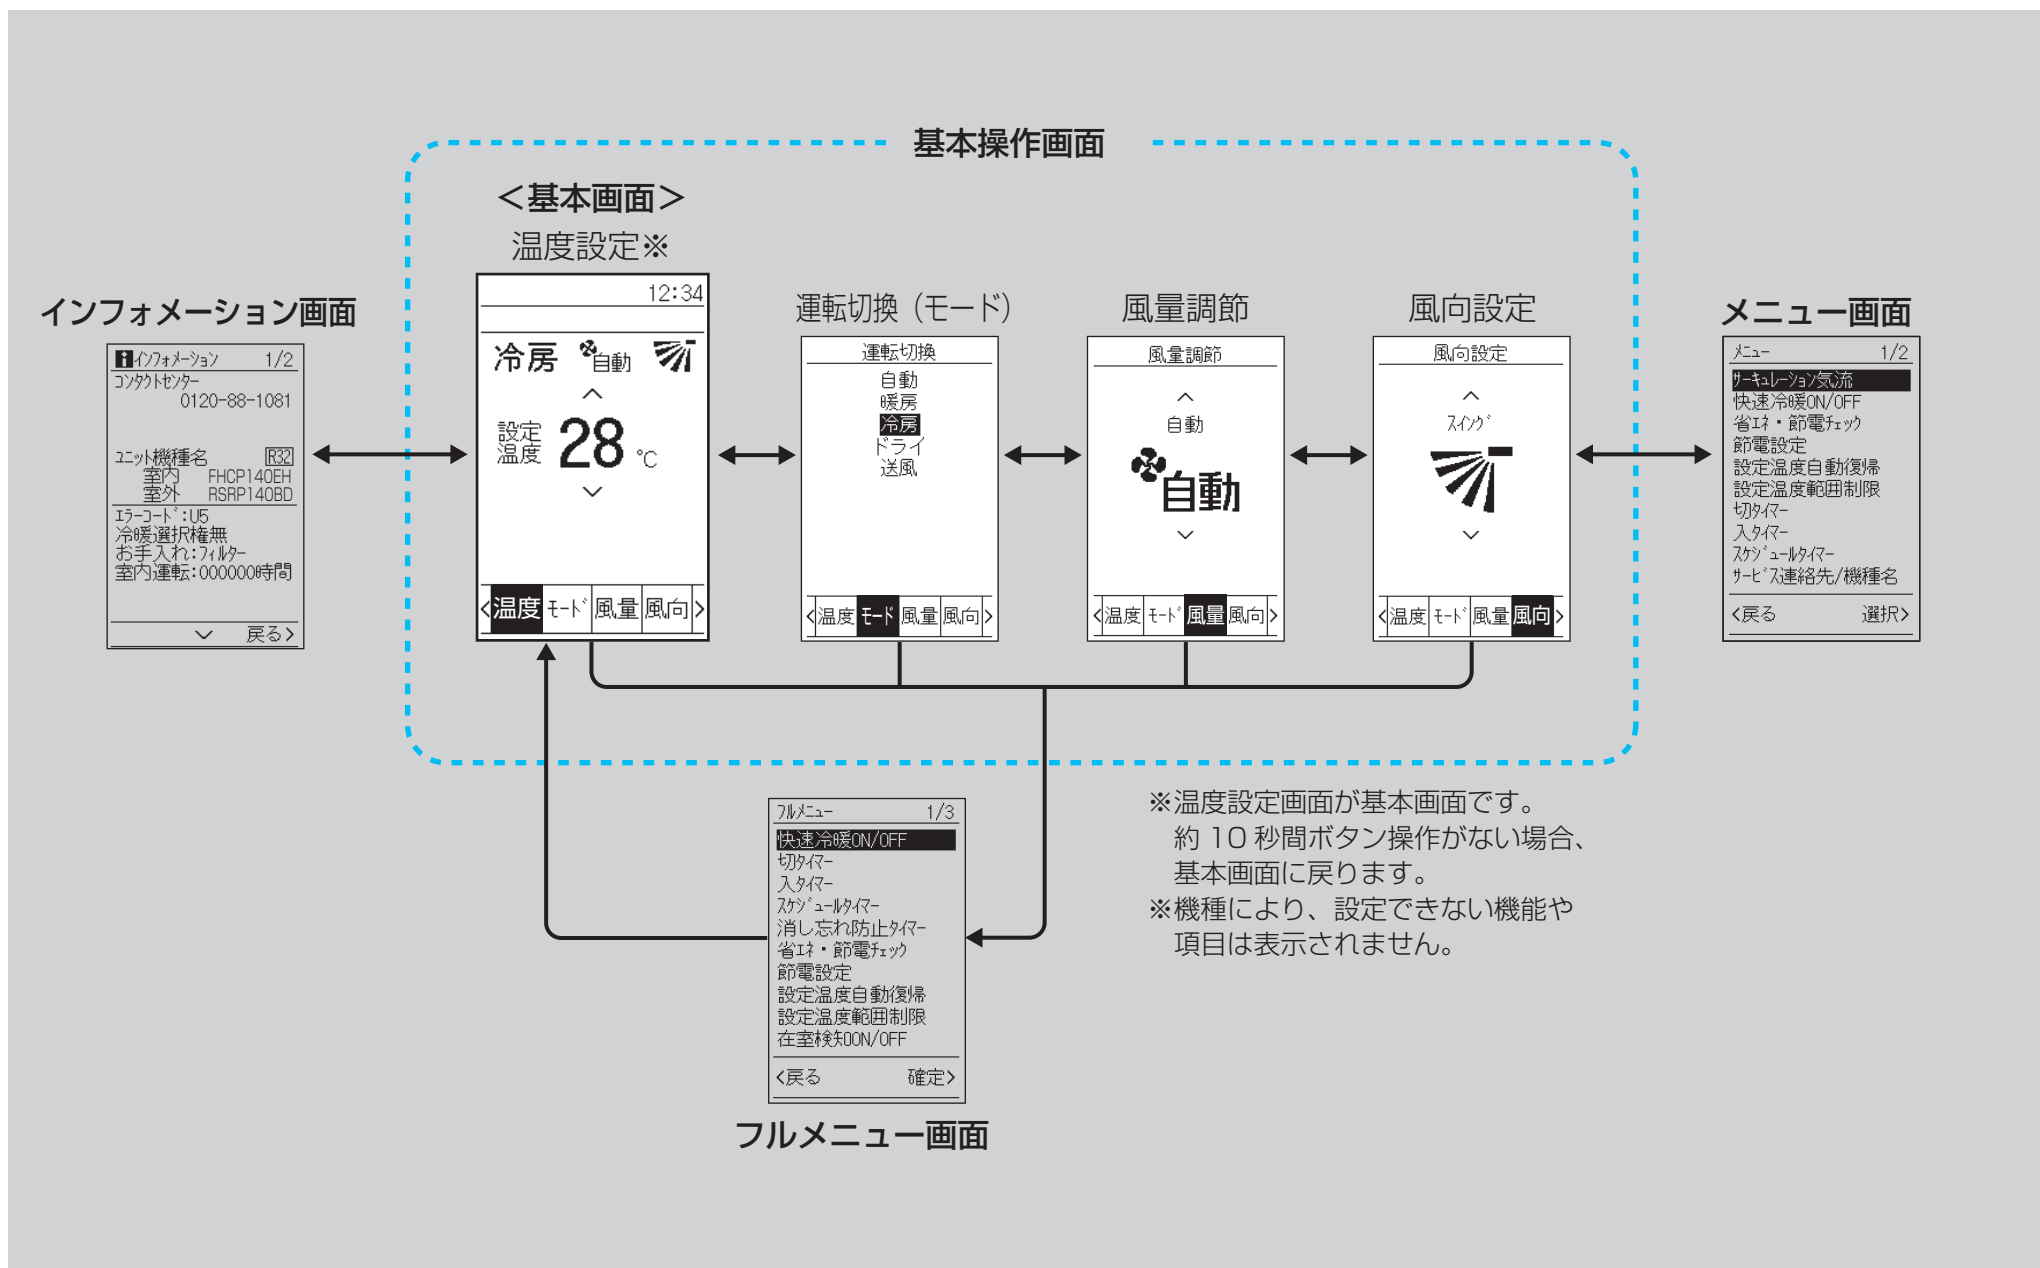 基本操作画面
＜基本画面＞
温度設定※
12:34
冷房 自動
設定温度 28 ℃
<温度 ﾓｰﾄﾞ 風量 風向>
インフォメーション画面
i ｲﾝﾌｫﾒｰｼｮﾝ 1/2
ｺﾝﾀｸﾄｾﾝﾀｰ
0120-88-1081
ﾕﾆｯﾄ機種名 R32
室内 FHCP140EH
室外 RSRP140BD
ｴﾗｰｺｰﾄﾞ:U5
冷暖選択権無
お手入れ:ﾌｨﾙﾀｰ
室内運転:000000時間
戻る>
運転切換（モード）
運転切換
自動
暖房
冷房
ドライ
送風
<温度 ﾓｰﾄﾞ 風量 風向>
風量調節
風量調節
自動
自動
<温度 ﾓｰﾄﾞ 風量 風向>
風向設定
風向設定
ｽｲﾝｸﾞ
<温度 ﾓｰﾄﾞ 風量 風向>
メニュー画面
ﾒﾆｭｰ 1/2
ｻｰｷｭﾚｰｼｮﾝ気流
快速冷暖ON/OFF
省ｴﾈ・節電ﾁｪｯｸ
節電設定
設定温度自動復帰
設定温度範囲制限
切ﾀｲﾏｰ
入ﾀｲﾏｰ
ｽｹｼﾞｭｰﾙﾀｲﾏｰ
ｻｰﾋﾞｽ連絡先/機種名
<戻る 選択>
ﾌﾙﾒﾆｭｰ 1/3
快速冷暖ON/OFF
切ﾀｲﾏｰ
入ﾀｲﾏｰ
ｽｹｼﾞｭｰﾙﾀｲﾏｰ
消し忘れ防止ﾀｲﾏｰ
省ｴﾈ・節電ﾁｪｯｸ
節電設定
設定温度自動復帰
設定温度範囲制限
在室検知ON/OFF
<戻る 確定>
フルメニュー画面
※温度設定画面が基本画面です。
約 10 秒間ボタン操作がない場合、
基本画面に戻ります。
※機種により、設定できない機能や
項目は表示されません。